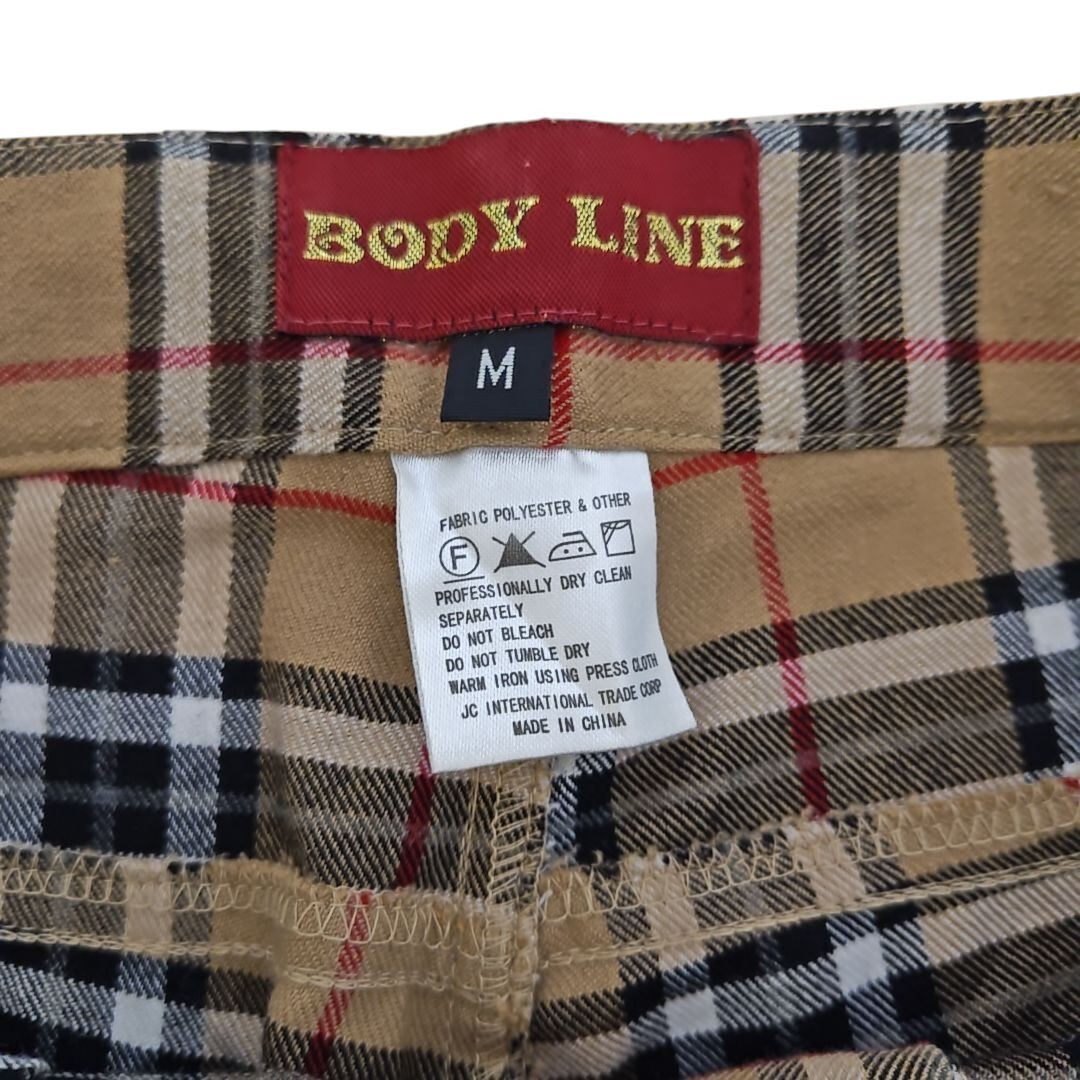 BODY LINE
M
FABRIC POLYESTER & OTHER
F
PROFESSIONALLY DRY CLEAN
SEPARATELY
DO NOT BLEACH
DO NOT TUMBLE DRY
WARM IRON USING PRESS CLOTH
JC INTERNATIONAL TRADE CORP
MADE IN CHINA